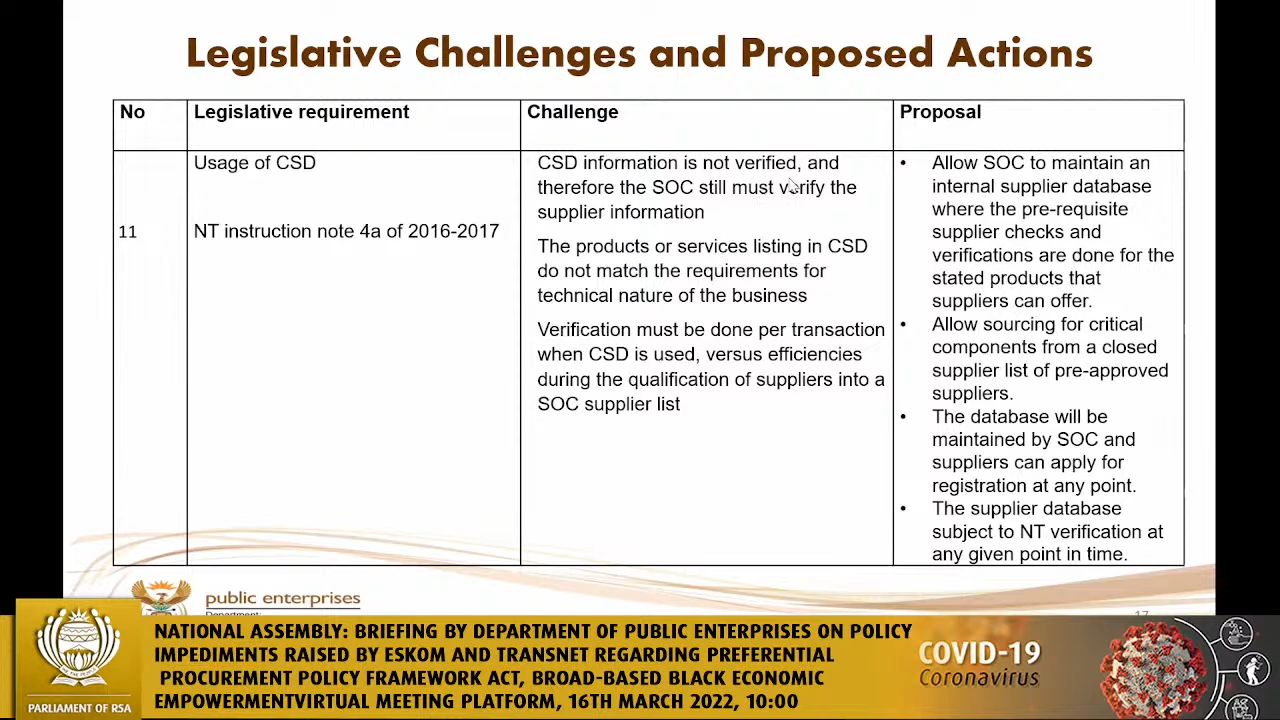 Legislative Challenges and Proposed Actions
No
Legislative requirement
Challenge
Proposal
11
Usage of CSD
NT instruction note 4a of 2016-2017
CSD information is not verified, and
therefore the SOC still must verify the
supplier information
The products or services listing in CSD
do not match the requirements for
technical nature of the business
Verification must be done per transaction
when CSD is used, versus efficiencies
during the qualification of suppliers into a
SOC supplier list
• Allow SOC to maintain an
internal supplier database
where the pre-requisite
supplier checks and
verifications are done for the
stated products that
suppliers can offer.
• Allow sourcing for critical
components from a closed
supplier list of pre-approved
suppliers.
• The database will be
maintained by SOC and
suppliers can apply for
registration at any point.
• The supplier database
subject to NT verification at
any given point in time.
public enterprises
Department:
17
PARLIAMENT OF RSA
NATIONAL ASSEMBLY: BRIEFING BY DEPARTMENT OF PUBLIC ENTERPRISES ON POLICY
IMPEDIMENTS RAISED BY ESKOM AND TRANSNET REGARDING PREFERENTIAL
PROCUREMENT POLICY FRAMEWORK ACT, BROAD-BASED BLACK ECONOMIC
EMPOWERMENTVIRTUAL MEETING PLATFORM, 16TH MARCH 2022, 10:00
COVID-19
Coronavirus